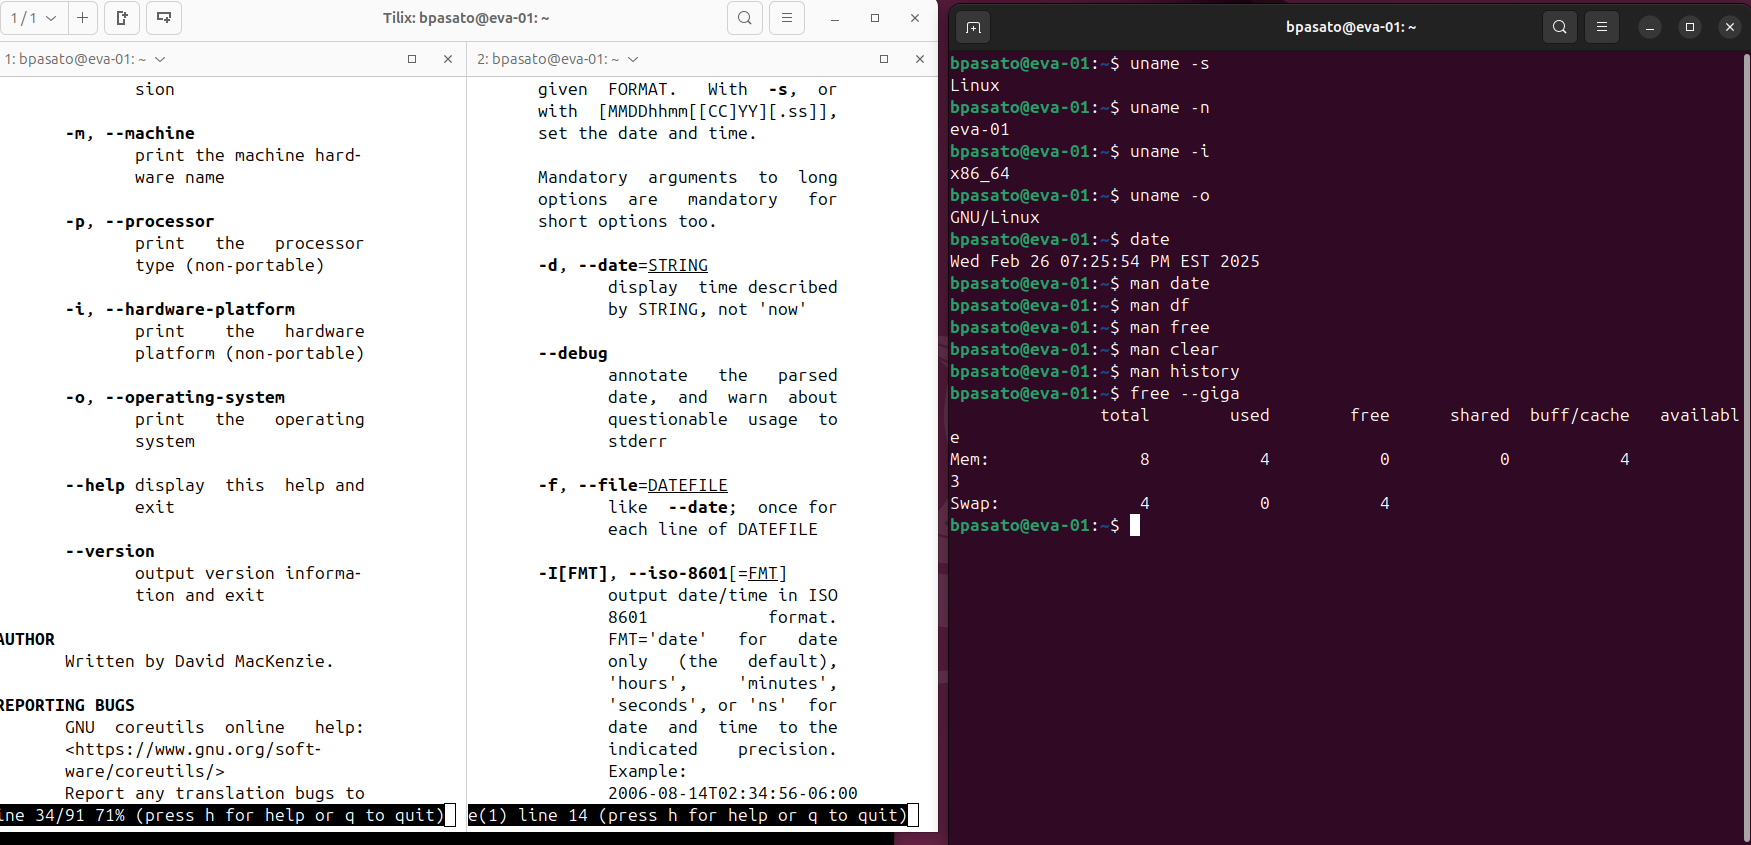 1 / 1
Tilix: bpasato@eva-01: ~
1: bpasato@eva-01: ~
sion
-m, --machine
print the machine hard-
ware name
-p, --processor
print the processor
type (non-portable)
-i, --hardware-platform
print the hardware
platform (non-portable)
-o, --operating-system
print the operating
system
--help display this help and
exit
--version
output version informa-
tion and exit
AUTHOR
Written by David MacKenzie.
REPORTING BUGS
GNU coreutils online help:
<https://www.gnu.org/soft-
ware/coreutils/>
Report any translation bugs to
ine 34/91 71% (press h for help or q to quit)
2: bpasato@eva-01: ~
given FORMAT. With -s, or
with [MMDDhhmm[[CC]YY][.ss]],
set the date and time.
Mandatory arguments to long
options are mandatory for
short options too.
-d, --date=STRING
display time described
by STRING, not 'now'
--debug
annotate the parsed
date, and warn about
questionable usage to
stderr
-f, --file=DATEFILE
like --date; once for
each line of DATEFILE
-I[FMT], --iso-8601[=FMT]
output date/time in ISO
8601 format.
FMT='date' for date
only (the default),
'hours', 'minutes',
'seconds', or 'ns' for
date and time to the
indicated precision.
Example:
2006-08-14T02:34:56-06:00
e(1) line 14 (press h for help or q to quit)
bpasato@eva-01: ~
bpasato@eva-01:~$ uname -s
Linux
bpasato@eva-01:~$ uname -n
eva-01
bpasato@eva-01:~$ uname -i
x86_64
bpasato@eva-01:~$ uname -o
GNU/Linux
bpasato@eva-01:~$ date
Wed Feb 26 07:25:54 PM EST 2025
bpasato@eva-01:~$ man date
bpasato@eva-01:~$ man df
bpasato@eva-01:~$ man free
bpasato@eva-01:~$ man clear
bpasato@eva-01:~$ man history
bpasato@eva-01:~$ free --giga
total used free shared buff/cache availabl
e
Mem: 8 4 0 0 4
3
Swap: 4 0 4
bpasato@eva-01:~$